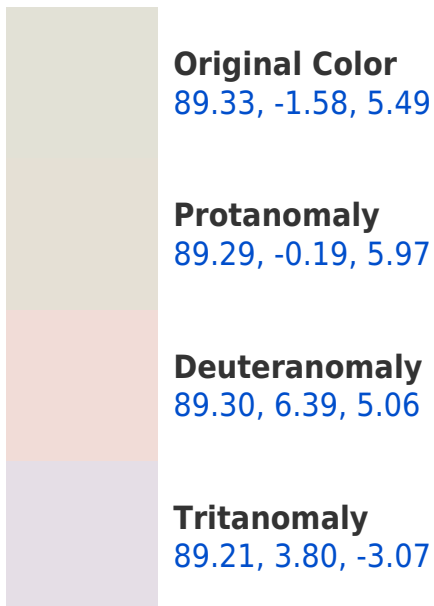 Original Color
89.33, -1.58, 5.49
Protanomaly
89.29, -0.19, 5.97
Deuteranomaly
89.30, 6.39, 5.06
Tritanomaly
89.21, 3.80, -3.07